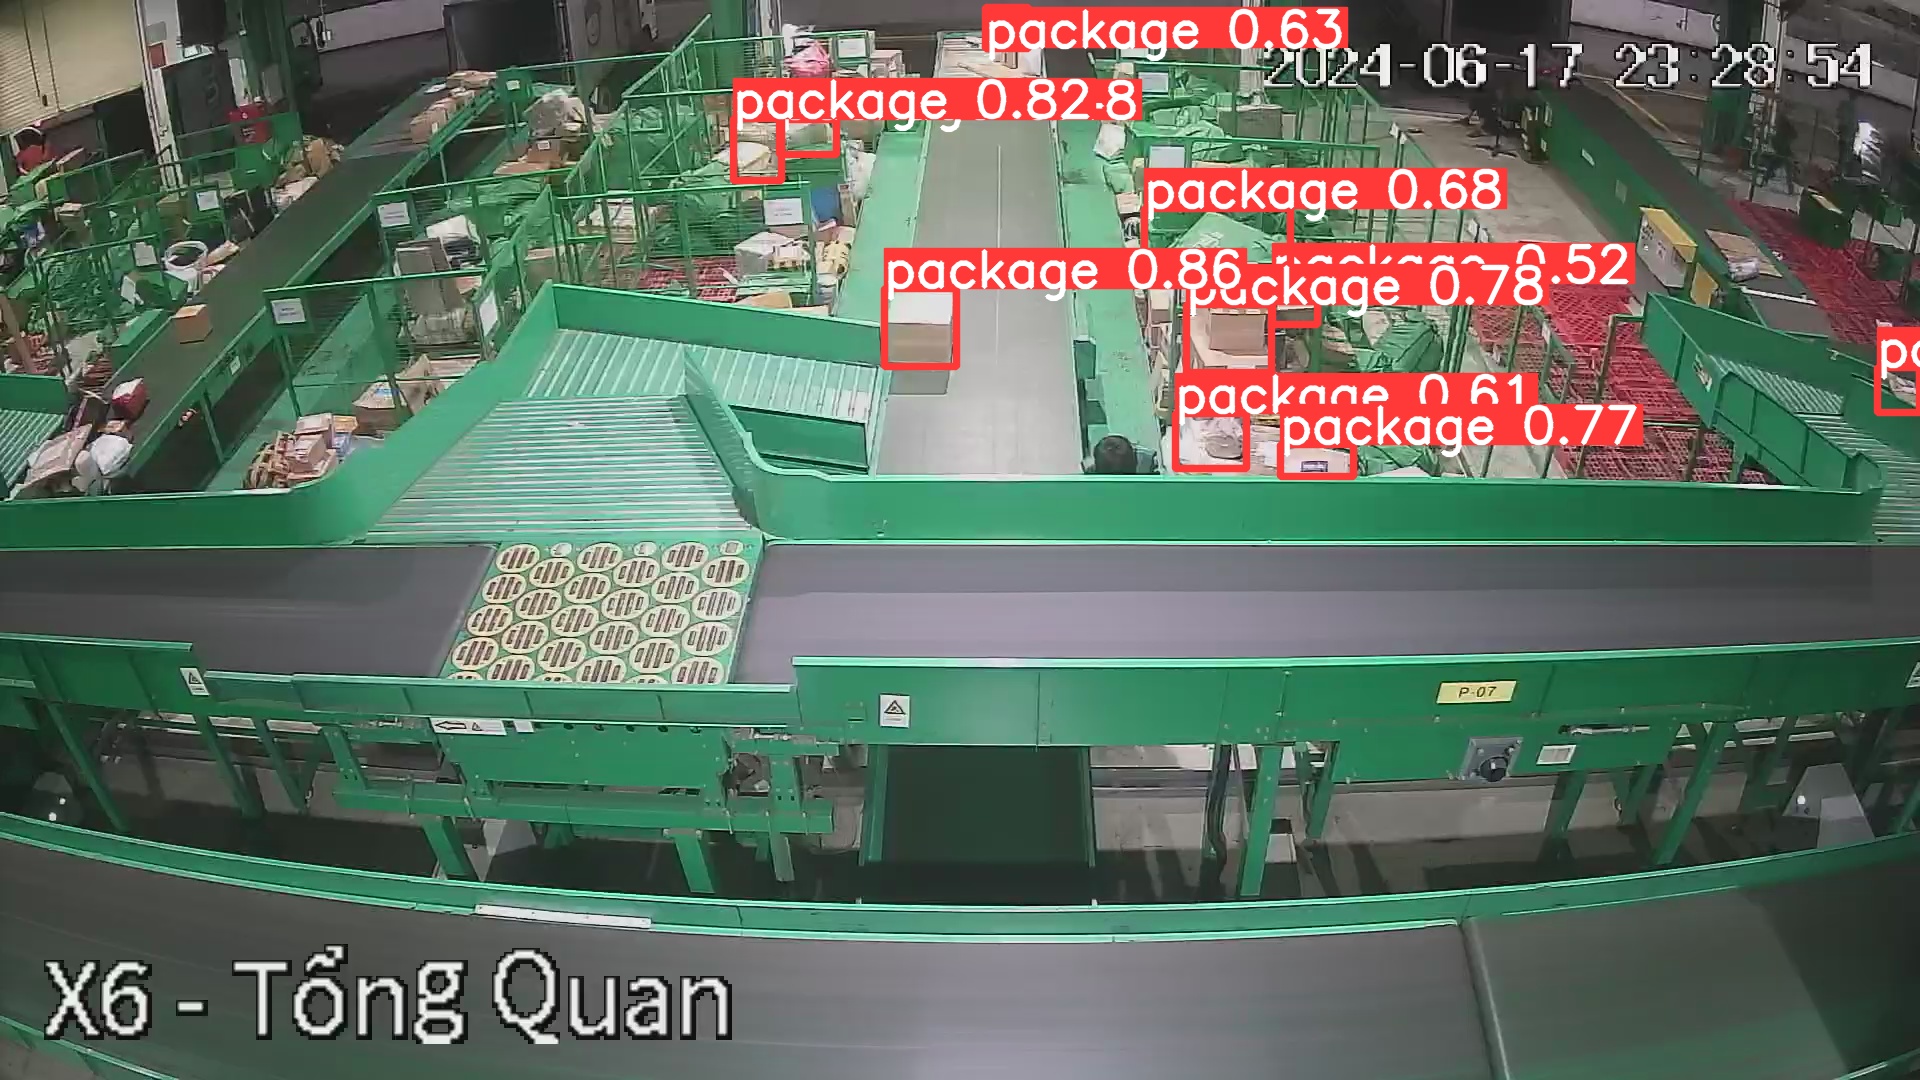 package 0.63
2024-06-17 23:28:54
package 0.82
package 0.68
package 0.86
0.52
package 0.78
package 0.61
package 0.77
P-07
X6 - Tổng Quan